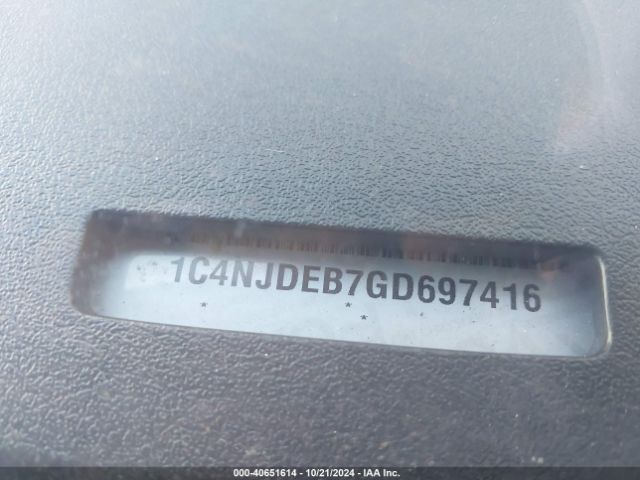 1C4NJDEB7GD697416
* * * *
000-40651614 - 10/21/2024 - IAA Inc.